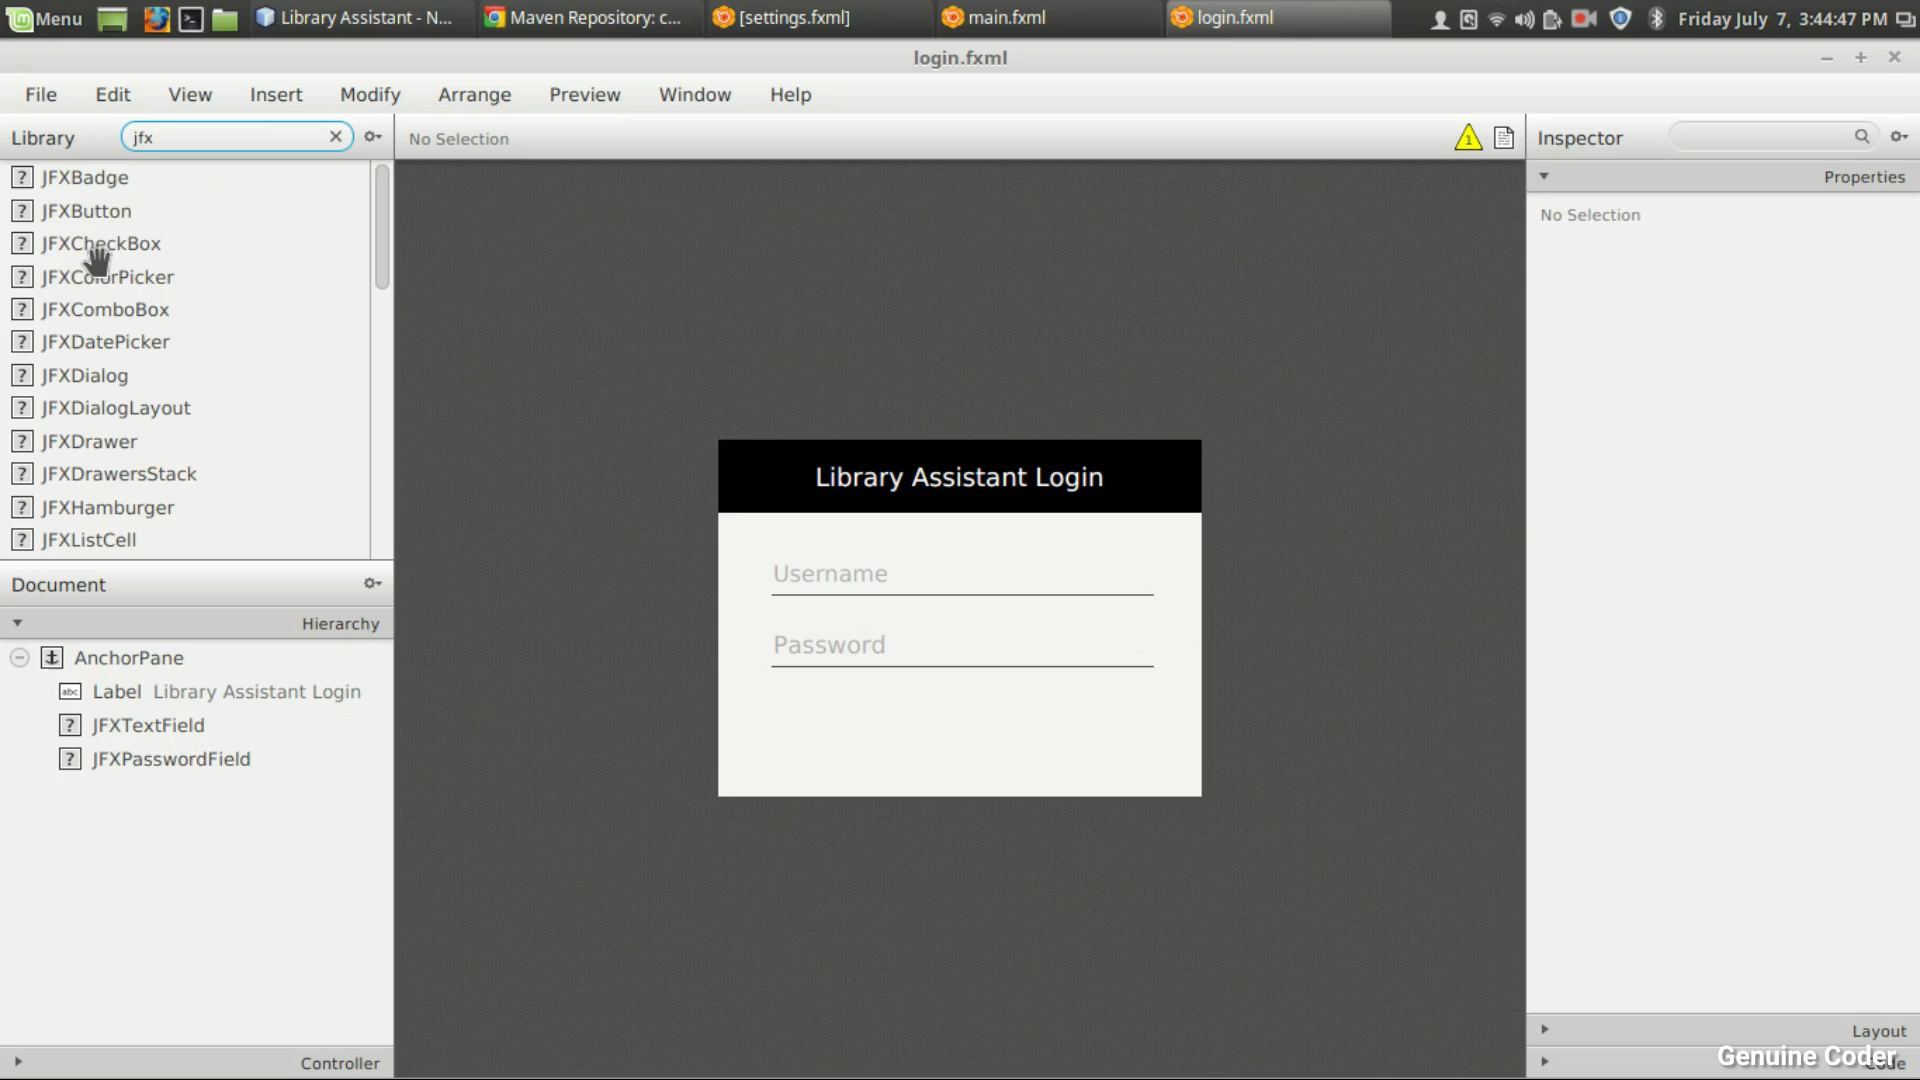 Menu
Library Assistant - N...
Maven Repository: c...
[settings.fxml]
main.fxml
login.fxml
Friday July 7, 3:44:47 PM
login.fxml
File Edit View Insert Modify Arrange Preview Window Help
Library jfx
No Selection
1
Inspector
JFXBadge
JFXButton
JFXCheckBox
JFXColorPicker
JFXComboBox
JFXDatePicker
JFXDialog
JFXDialogLayout
JFXDrawer
JFXDrawersStack
JFXHamburger
JFXListCell
Properties
No Selection
Library Assistant Login
Username
Password
Document
Hierarchy
AnchorPane
abc Label Library Assistant Login
? JFXTextField
? JFXPasswordField
Controller
Layout
Code
Genuine Coder